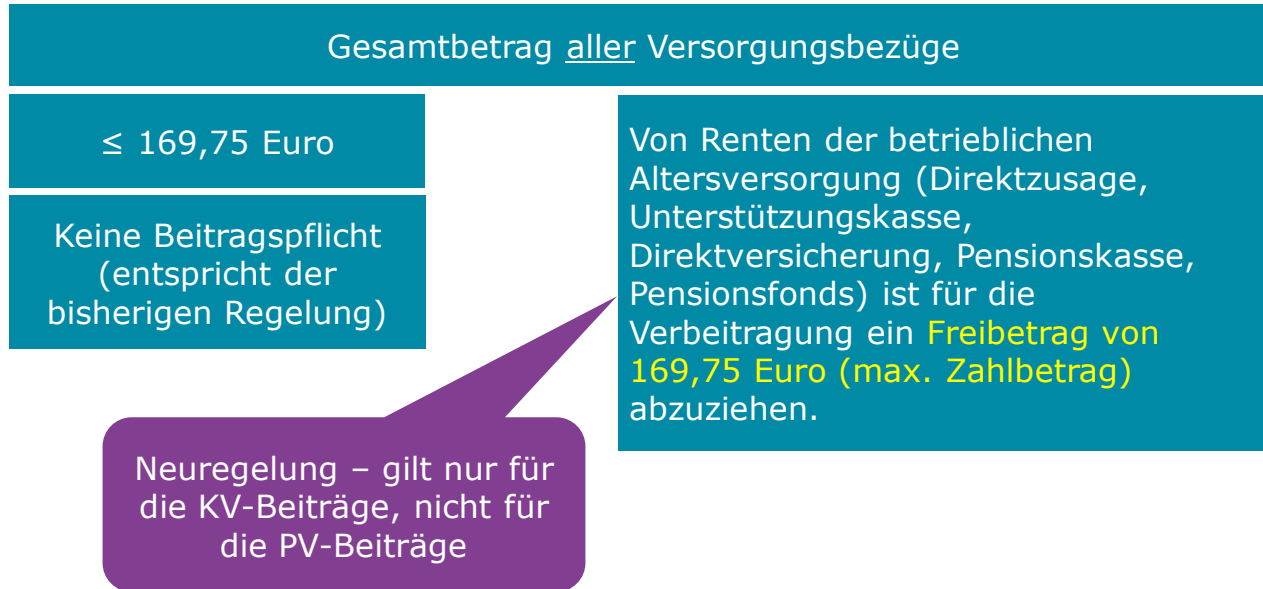 Gesamtbetrag aller Versorgungsbezüge
≤ 169,75 Euro
Keine Beitragspflicht
(entspricht der
bisherigen Regelung)
Von Renten der betrieblichen
Altersversorgung (Direktzusage,
Unterstützungskasse,
Direktversicherung, Pensionskasse,
Pensionsfonds) ist für die
Verbeitragung ein Freibetrag von
169,75 Euro (max. Zahlbetrag)
abzuziehen.
Neuregelung – gilt nur für
die KV-Beiträge, nicht für
die PV-Beiträge